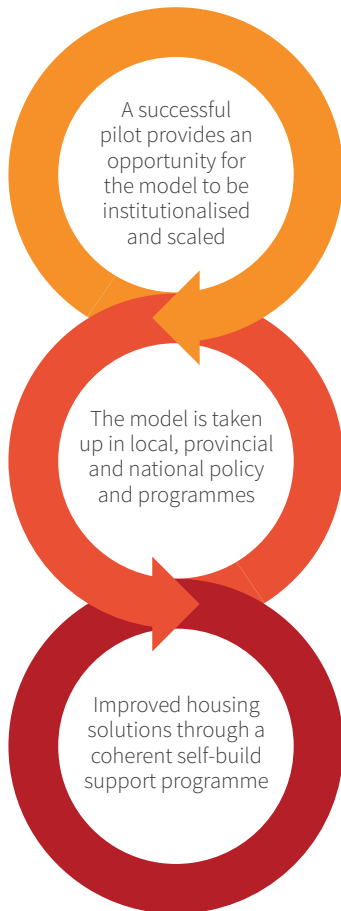 A successful
pilot provides an
opportunity for
the model to be
institutionalised
and scaled
The model is taken
up in local, provincial
and national policy
and programmes
Improved housing
solutions through a
coherent self-build
support programme